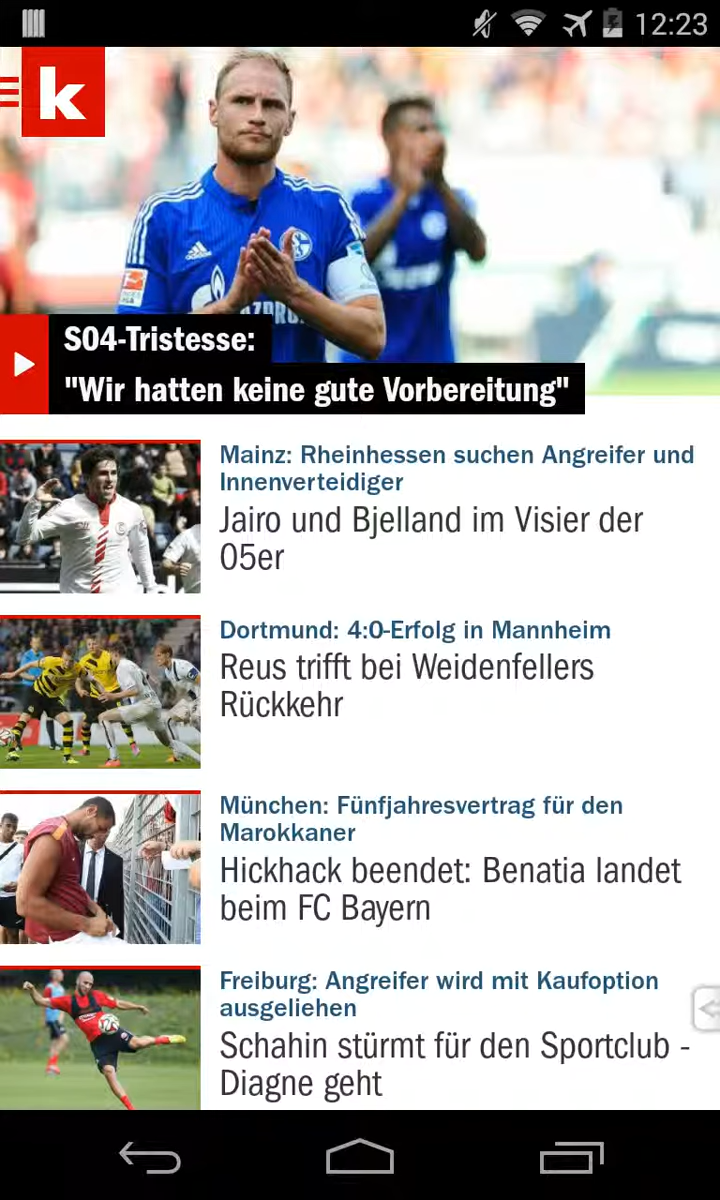 12:23
k
S04-Tristesse:
"Wir hatten keine gute Vorbereitung"
Mainz: Rheinhessen suchen Angreifer und
Innenverteidiger
Jairo und Bjelland im Visier der
05er
Dortmund: 4:0-Erfolg in Mannheim
Reus trifft bei Weidenfellers
Rückkehr
München: Fünfjahresvertrag für den
Marokkaner
Hickhack beendet: Benatia landet
beim FC Bayern
Freiburg: Angreifer wird mit Kaufoption
ausgeliehen
Schahin stürmt für den Sportclub -
Diagne geht